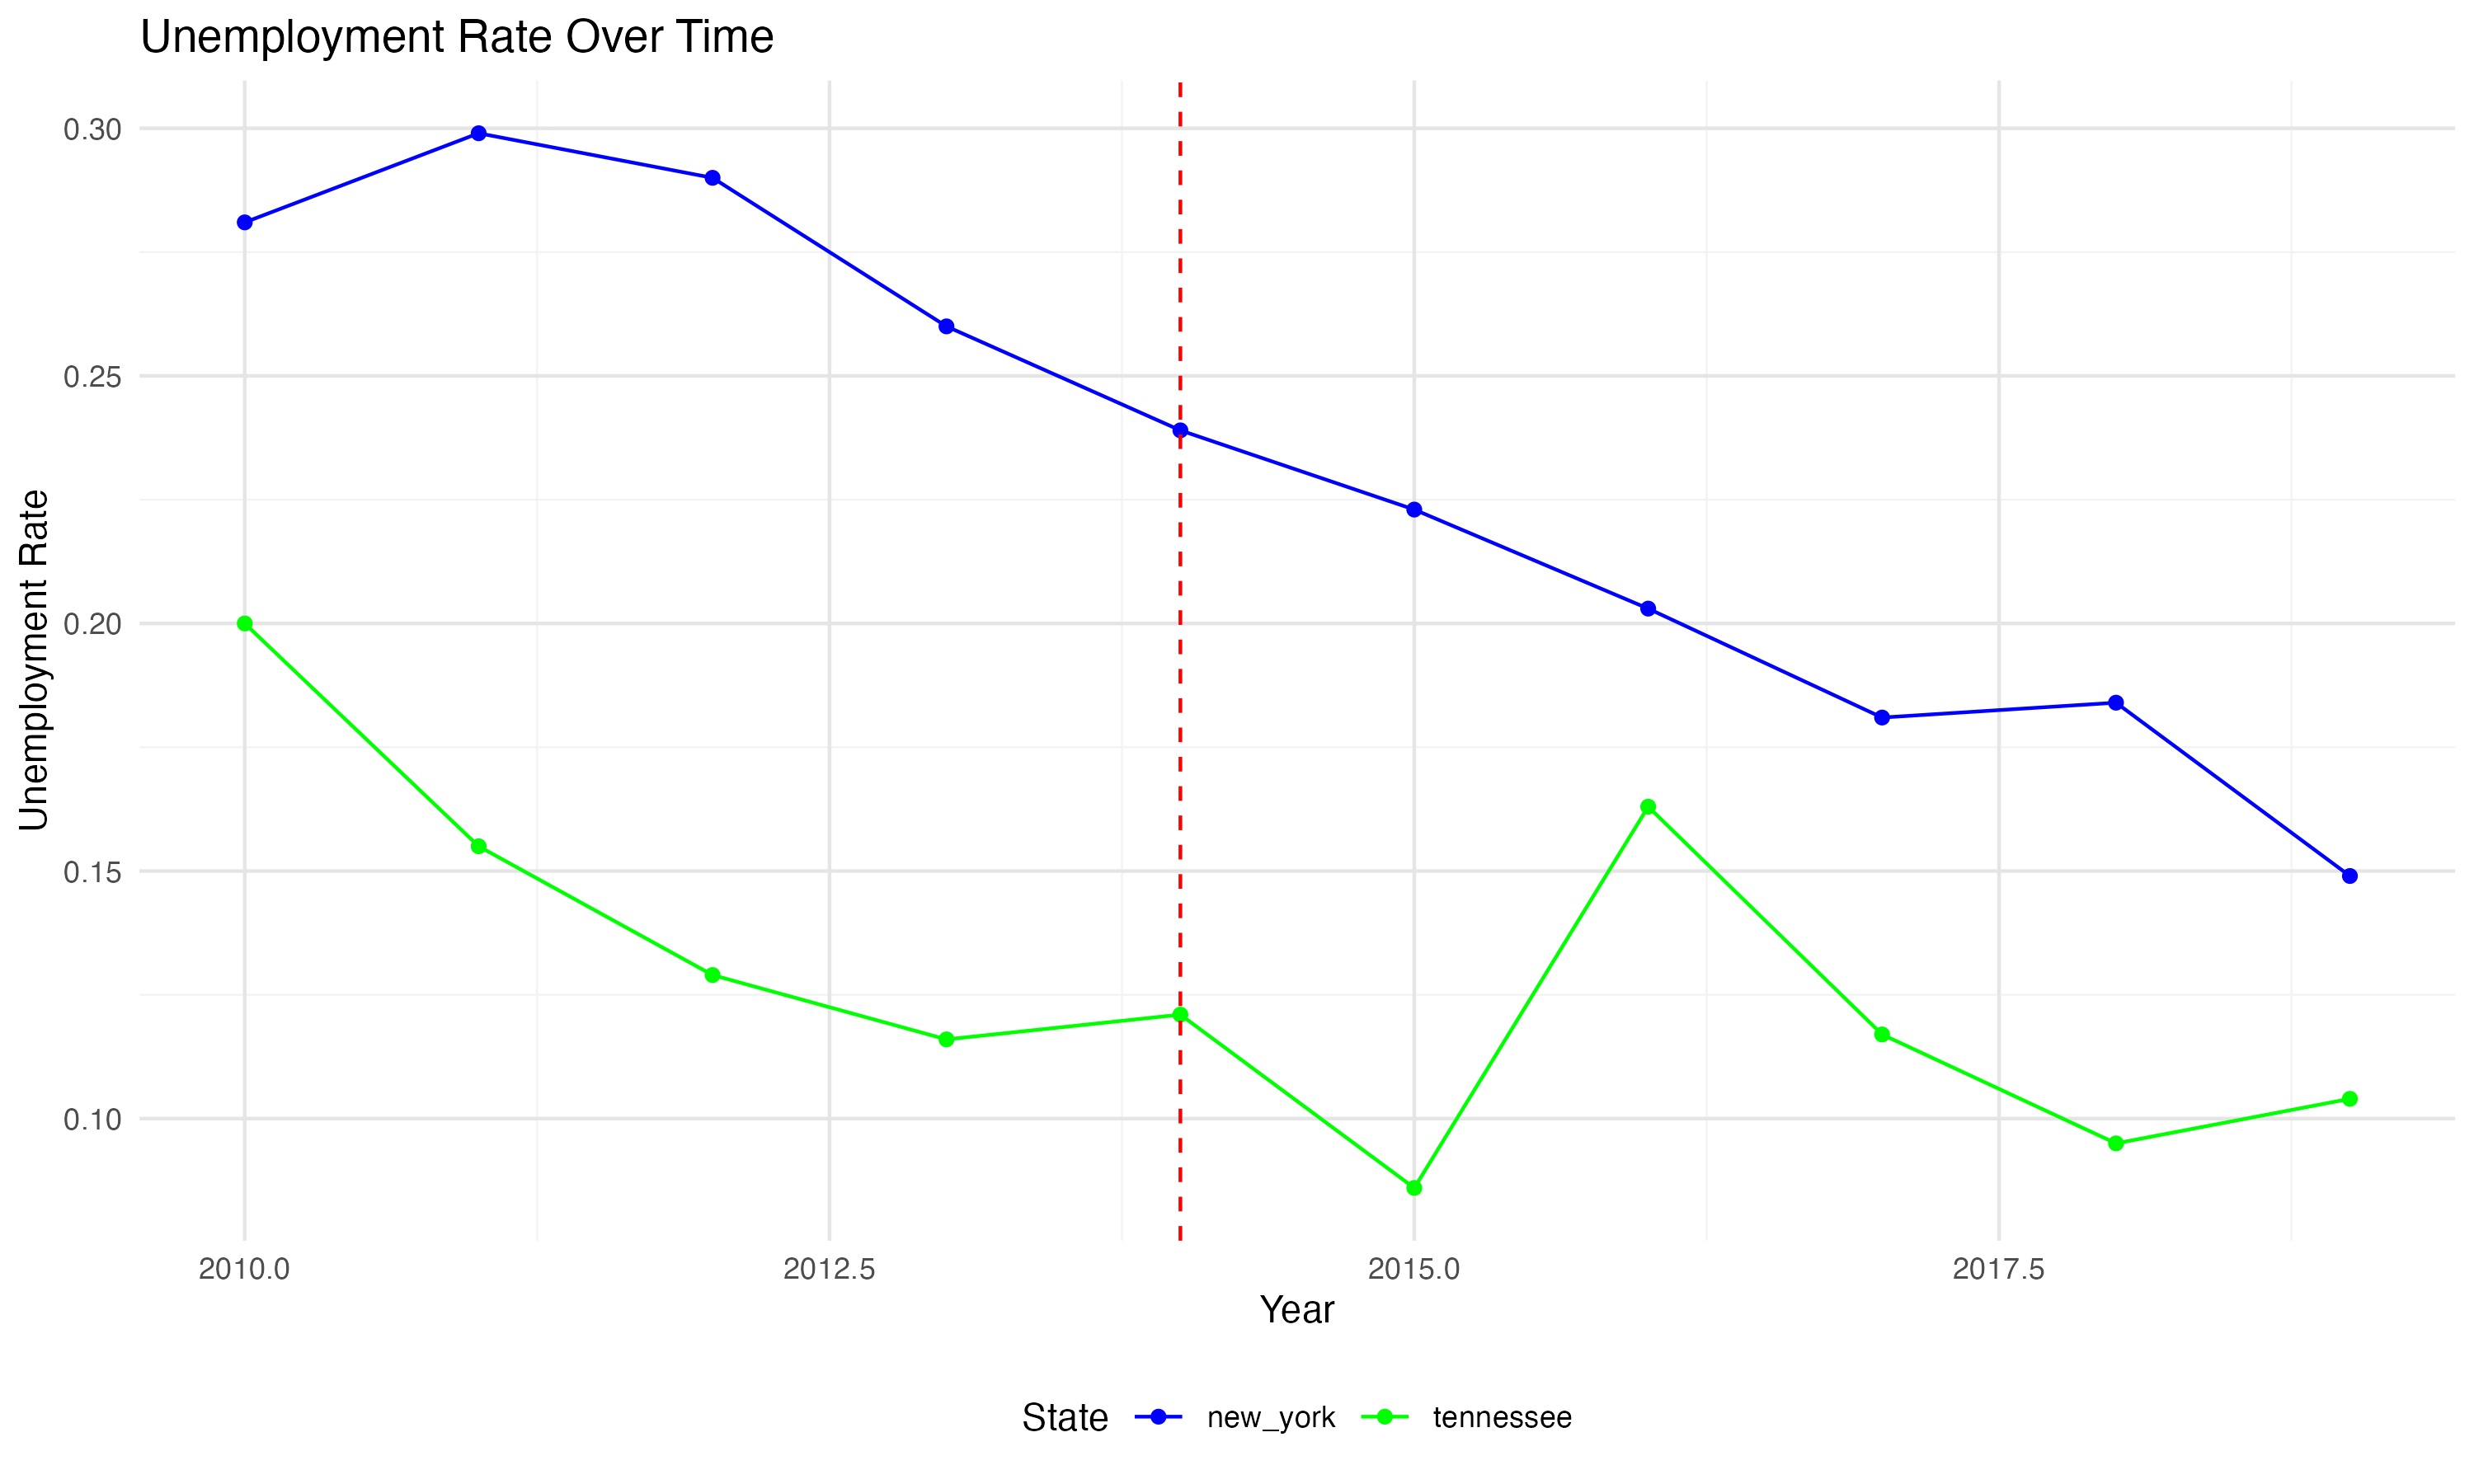 Unemployment Rate Over Time
Unemployment Rate
0.30
0.25
0.20
0.15
0.10
2010.0 2012.5 2015.0 2017.5
Year
State new_york tennessee